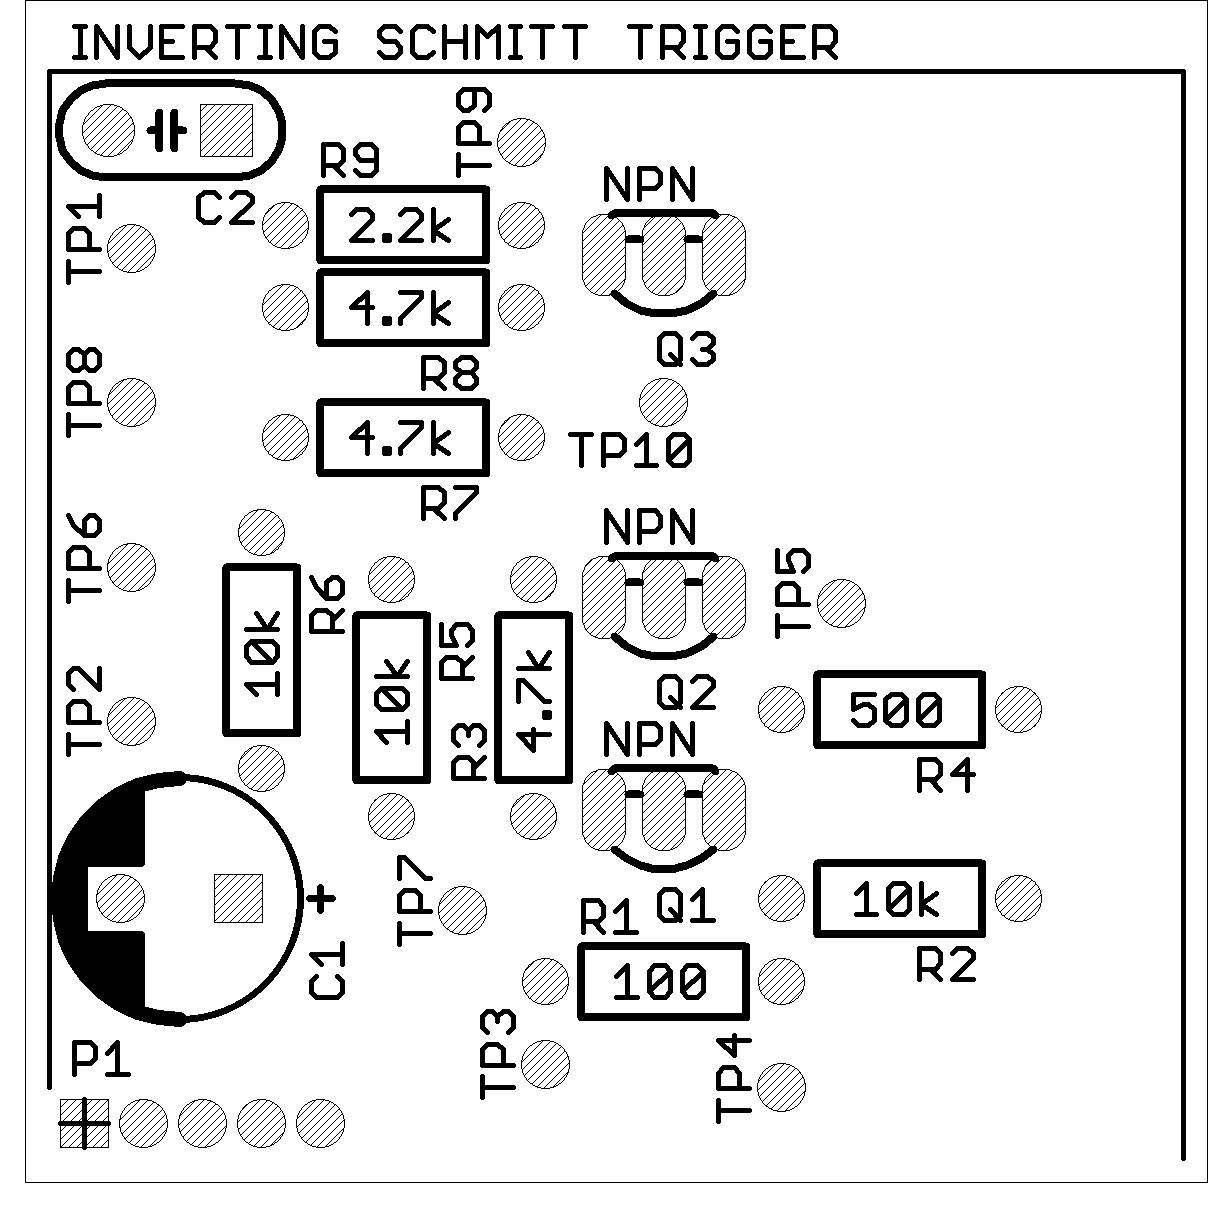 INVERTING SCHMITT TRIGGER
TP9
R9
NPN
C2
TP1
2.2k
4.7k
Q3
TP8
R8
4.7k
TP10
R7
NPN
TP6
TP5
R6
10k
R5
10k
4.7k
R3
Q2
TP2
500
NPN
R4
TP7
10k
R1
Q1
+
C1
R2
100
TP3
TP4
P1